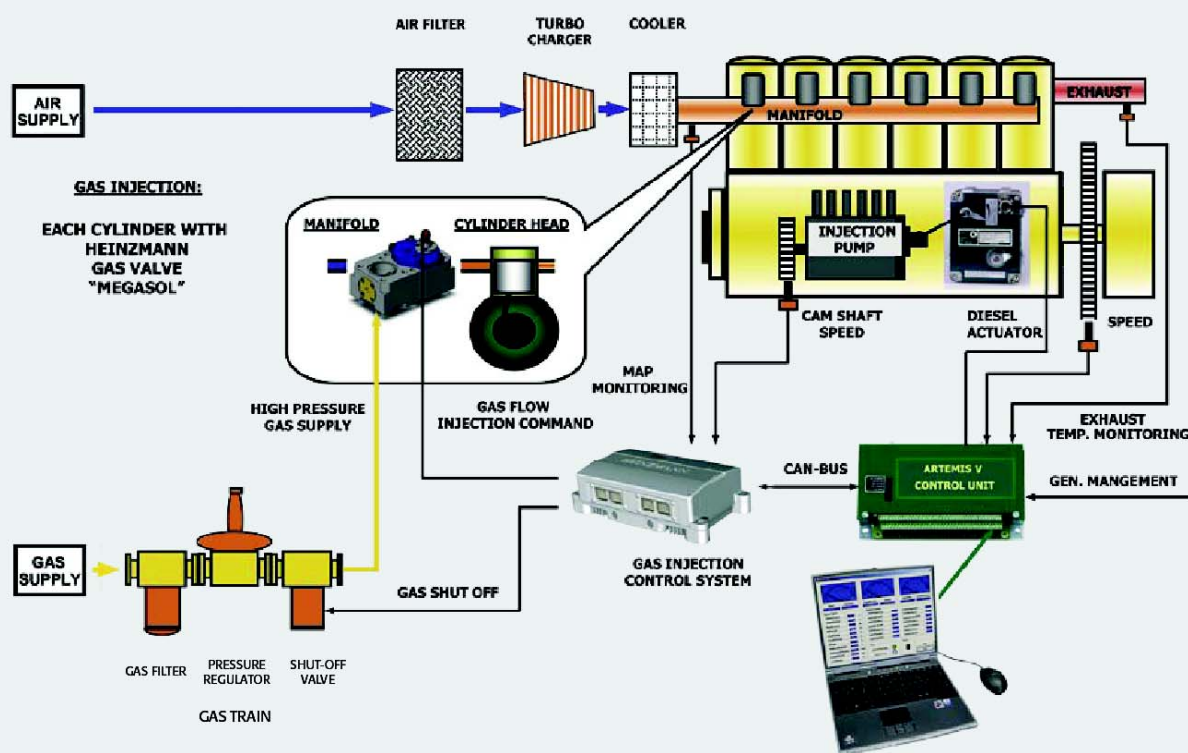 AIR FILTER
TURBO
CHARGER
COOLER
AIR
SUPPLY
EXHAUST
MANIFOLD
GAS INJECTION:
EACH CYLINDER WITH
HEINZMANN
GAS VALVE
"MEGASOL"
MANIFOLD
CYLINDER HEAD
INJECTION
PUMP
CAM SHAFT
SPEED
DIESEL
ACTUATOR
SPEED
MAP
MONITORING
HIGH PRESSURE
GAS SUPPLY
GAS FLOW
INJECTION COMMAND
EXHAUST
TEMP. MONITORING
CAN-BUS
ARTEMIS V
CONTROL UNIT
GEN. MANGEMENT
GAS
SUPPLY
GAS SHUT OFF
GAS INJECTION
CONTROL SYSTEM
GAS FILTER
PRESSURE
REGULATOR
SHUT-OFF
VALVE
GAS TRAIN